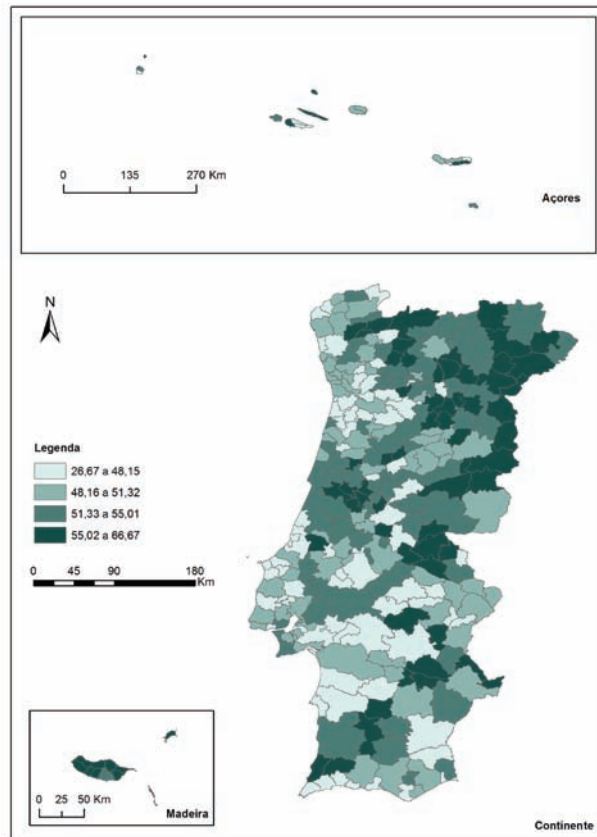 0 135 270 Km
Açores
N
Legenda
26,67 a 48,15
48,16 a 51,32
51,33 a 55,01
55,02 a 66,67
0 45 90 180
Km
0 25 50 Km
Madeira
Continente